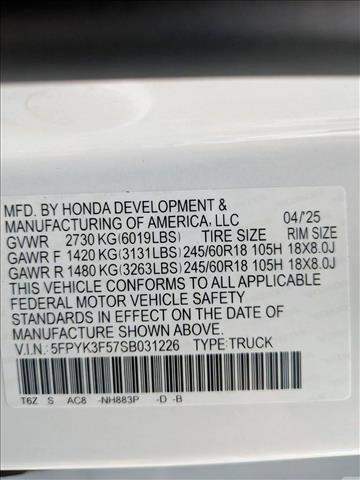 MFD. BY HONDA DEVELOPMENT &
MANUFACTURING OF AMERICA, LLC 04/'25
GVWR 2730 KG(6019LBS) TIRE SIZE RIM SIZE
GAWR F 1420 KG(3131LBS) 245/60R18 105H 18X8.0J
GAWR R 1480 KG(3263LBS) 245/60R18 105H 18X8.0J
THIS VEHICLE CONFORMS TO ALL APPLICABLE
FEDERAL MOTOR VEHICLE SAFETY
STANDARDS IN EFFECT ON THE DATE OF
MANUFACTURE SHOWN ABOVE.
V.I.N.: 5FPYK3F57SB031226 TYPE: TRUCK
T6Z S AC8 -NH883P -D -B